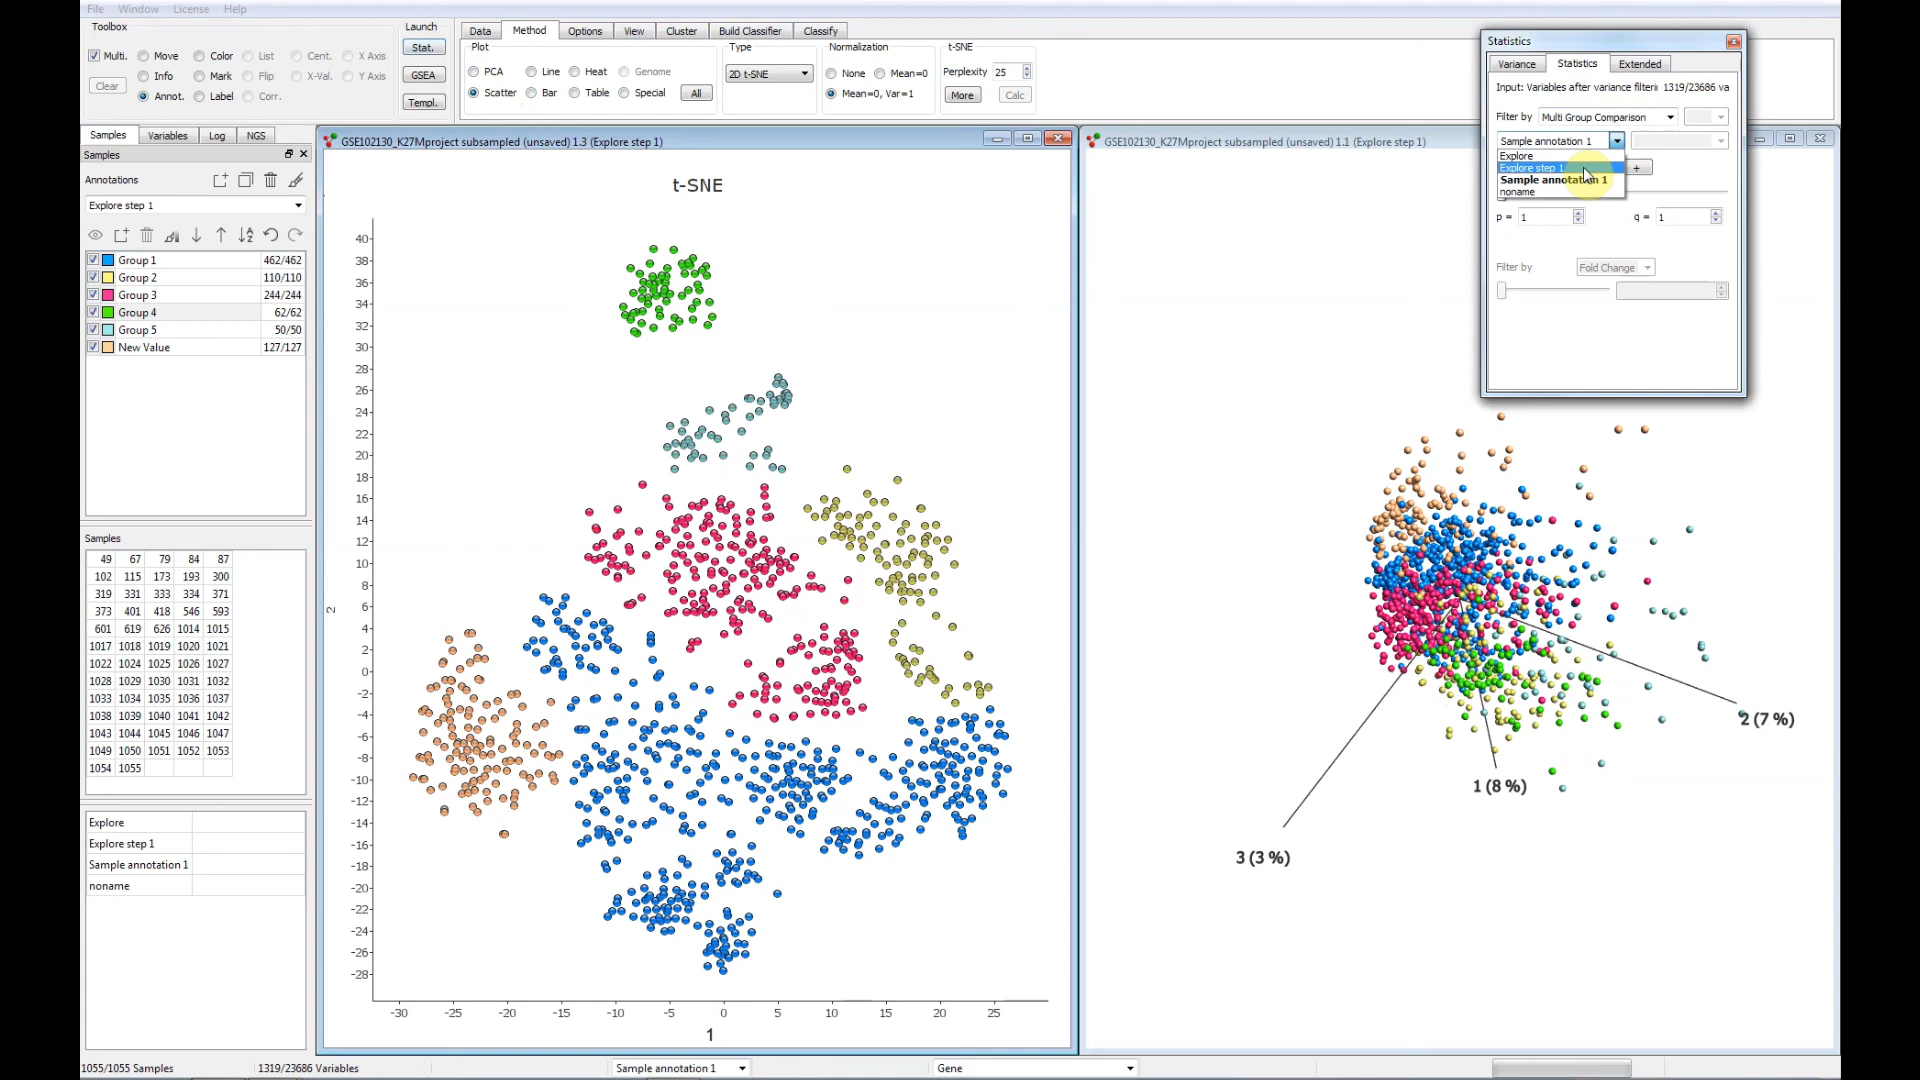 File Window License Help
Toolbox
Multi. Move Color List Cent. X Axis
Info Mark Flip X-Val. Y Axis
Clear Annot. Label Corr.
Launch
Stat.
GSEA
Templ.
Data Method Options View Cluster Build Classifier Classify
Plot Type Normalization t-SNE
PCA Line Heat Genome 2D t-SNE None Mean=0 Perplexity 25
Scatter Bar Table Special All Mean=0, Var=1 More Calc
Samples Variables Log NGS
Samples
Annotations
Explore step 1
Group 1 462/462
Group 2 110/110
Group 3 244/244
Group 4 62/62
Group 5 50/50
New Value 127/127
Samples
49 67 79 84 87
102 115 173 193 300
319 331 333 334 371
373 401 418 546 593
601 619 626 1014 1015
1017 1018 1019 1020 1021
1022 1024 1025 1026 1027
1028 1029 1030 1031 1032
1033 1034 1035 1036 1037
1038 1039 1040 1041 1042
1043 1044 1045 1046 1047
1049 1050 1051 1052 1053
1054 1055
Explore
Explore step 1
Sample annotation 1
noname
GSE102130_K27Mproject subsampled (unsaved) 1.3 (Explore step 1)
t-SNE
40
38
36
34
32
30
28
26
24
22
20
18
16
14
12
10
8
6
4
2
0
-2
-4
-6
-8
-10
-12
-14
-16
-18
-20
-22
-24
-26
-28
2
-30 -25 -20 -15 -10 -5 0 5 10 15 20 25
1
GSE102130_K27Mproject subsampled (unsaved) 1.1 (Explore step 1)
2 (7 %)
1 (8 %)
3 (3 %)
Statistics
Variance Statistics Extended
Input: Variables after variance filterin 1319/23686 va
Filter by Multi Group Comparison
Sample annotation 1
Explore
Explore step 1
Sample annotation 1
noname
+
p = 1 q = 1
Filter by Fold Change
1055/1055 Samples 1319/23686 Variables Sample annotation 1 Gene